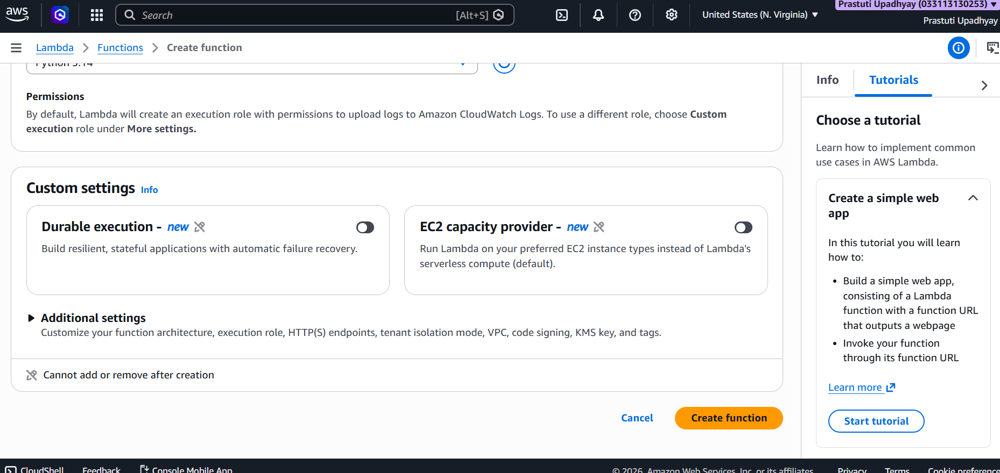 aws
Search
[Alt+S]
United States (N. Virginia)
Prastuti Upadhyay (033113130253)
Prastuti Upadhyay
Lambda
Functions
Create function
Python 3.14
Permissions
By default, Lambda will create an execution role with permissions to upload logs to Amazon CloudWatch Logs. To use a different role, choose Custom
execution role under More settings.
Custom settings Info
Durable execution - new
Build resilient, stateful applications with automatic failure recovery.
EC2 capacity provider - new
Run Lambda on your preferred EC2 instance types instead of Lambda's
serverless compute (default).
Additional settings
Customize your function architecture, execution role, HTTP(S) endpoints, tenant isolation mode, VPC, code signing, KMS key, and tags.
Cannot add or remove after creation
Cancel
Create function
Info
Tutorials
Choose a tutorial
Learn how to implement common
use cases in AWS Lambda.
Create a simple web
app
In this tutorial you will learn
how to:
• Build a simple web app,
consisting of a Lambda
function with a function URL
that outputs a webpage
• Invoke your function
through its function URL
Learn more
Start tutorial
CloudShell
Feedback
Console Mobile App
© 2026, Amazon Web Services, Inc. or its affiliates.
Privacy
Terms
Cookie preference